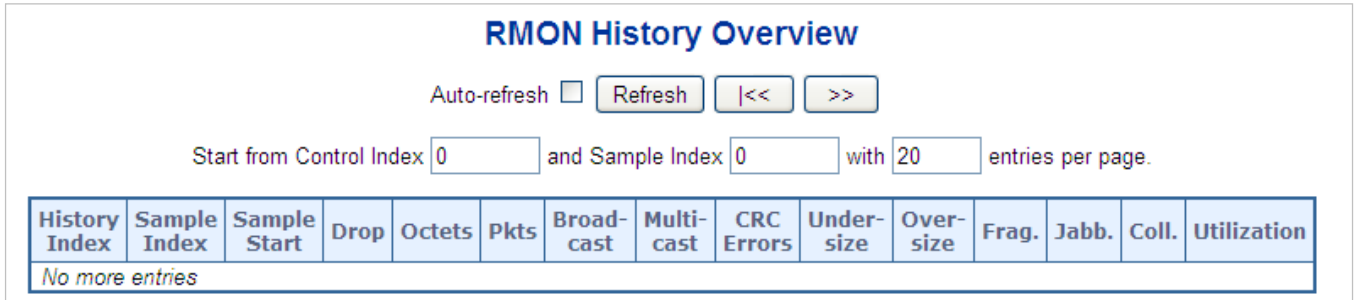 RMON History Overview
Auto-refresh Refresh |<< >>
Start from Control Index 0 and Sample Index 0 with 20 entries per page.
History Index Sample Index Sample Start Drop Octets Pkts Broad-cast Multi-cast CRC Errors Under-size Over-size Frag. Jabb. Coll. Utilization
No more entries